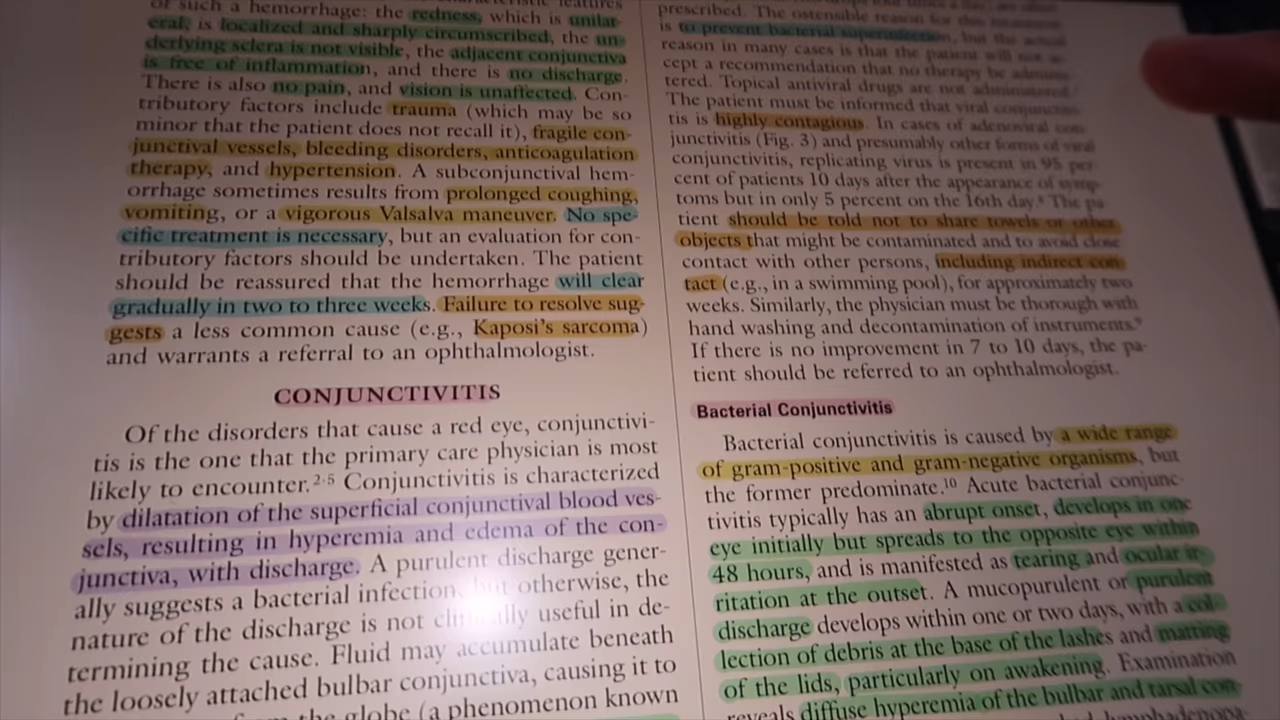 of such a hemorrhage: the redness, which is unilat-
eral, is localized and sharply circumscribed, the un-
derlying sclera is not visible, the adjacent conjunctiva
is free of inflammation, and there is no discharge.
There is also no pain, and vision is unaffected. Con-
tributory factors include trauma (which may be so
minor that the patient does not recall it), fragile con-
junctival vessels, bleeding disorders, anticoagulation
therapy, and hypertension. A subconjunctival hem-
orrhage sometimes results from prolonged coughing,
vomiting, or a vigorous Valsalva maneuver. No spe-
cific treatment is necessary, but an evaluation for con-
tributory factors should be undertaken. The patient
should be reassured that the hemorrhage will clear
gradually in two to three weeks. Failure to resolve sug-
gests a less common cause (e.g., Kaposi's sarcoma)
and warrants a referral to an ophthalmologist.
CONJUNCTIVITIS
Of the disorders that cause a red eye, conjunctivi-
tis is the one that the primary care physician is most
likely to encounter.2-5 Conjunctivitis is characterized
by dilatation of the superficial conjunctival blood ves-
sels, resulting in hyperemia and edema of the con-
junctiva, with discharge. A purulent discharge gener-
ally suggests a bacterial infection, but otherwise, the
nature of the discharge is not clinically useful in de-
termining the cause. Fluid may accumulate beneath
the loosely attached bulbar conjunctiva, causing it to
the globe (a phenomenon known
prescribed. The ostensible reason for this treatment
is to prevent bacterial superinfection, but the actual
reason in many cases is that the patient will not ac-
cept a recommendation that no therapy be adminis-
tered. Topical antiviral drugs are not administered.
The patient must be informed that viral conjunctivi-
tis is highly contagious. In cases of adenoviral con-
junctivitis (Fig. 3) and presumably other forms of viral
conjunctivitis, replicating virus is present in 95 per-
cent of patients 10 days after the appearance of symp-
toms but in only 5 percent on the 16th day.8 The pa-
tient should be told not to share towels or other
objects that might be contaminated and to avoid close
contact with other persons, including indirect con-
tact (e.g., in a swimming pool), for approximately two
weeks. Similarly, the physician must be thorough with
hand washing and decontamination of instruments.9
If there is no improvement in 7 to 10 days, the pa-
tient should be referred to an ophthalmologist.
Bacterial Conjunctivitis
Bacterial conjunctivitis is caused by a wide range
of gram-positive and gram-negative organisms, but
the former predominate.10 Acute bacterial conjunc-
tivitis typically has an abrupt onset, develops in one
eye initially but spreads to the opposite eye within
48 hours, and is manifested as tearing and ocular ir-
ritation at the outset. A mucopurulent or purulent
discharge develops within one or two days, with a col-
lection of debris at the base of the lashes and matting
of the lids, particularly on awakening. Examination
reveals diffuse hyperemia of the bulbar and tarsal con-